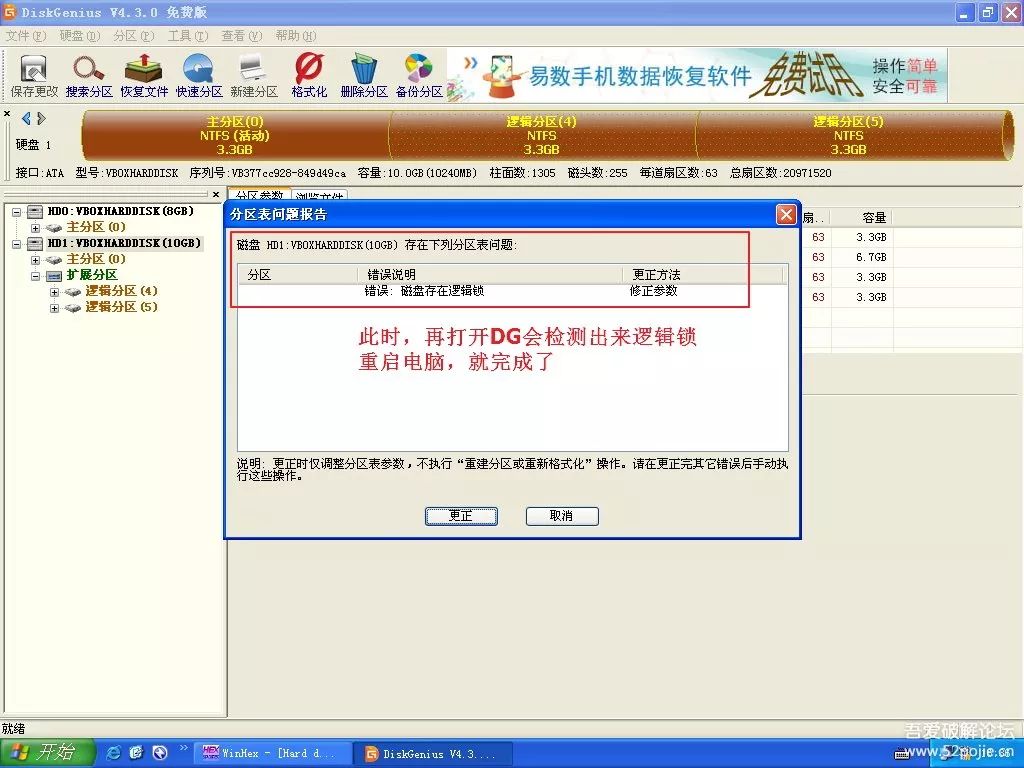 DiskGenius V4.3.0 免费版
文件(F) 硬盘(D) 分区(P) 工具(T) 查看(V) 帮助(H)
保存更改 搜索分区 恢复文件 快速分区 新建分区 格式化 删除分区 备份分区
易数手机数据恢复软件 免费试用 操作简单
安全可靠
硬盘 1
主分区(0) 逻辑分区(4) 逻辑分区(5)
NTFS (活动) NTFS NTFS
3.3GB 3.3GB 3.3GB
接口:ATA 型号:VBOXHARDDISK 序列号:VB377cc928-849d49ca 容量:10.0GB(10240MB) 柱面数:1305 磁头数:255 每道扇区数:63 总扇区数:20971520
HD0:VBOXHARDDISK(8GB)
主分区(0)
HD1:VBOXHARDDISK(10GB)
主分区(0)
扩展分区
逻辑分区(4)
逻辑分区(5)
分区参数 浏览文件
扇.. 容量
63 3.3GB
63 6.7GB
63 3.3GB
63 3.3GB
分区表问题报告
磁盘 HD1:VBOXHARDDISK(10GB) 存在下列分区表问题:
分区 错误说明 更正方法
错误: 磁盘存在逻辑锁 修正参数
此时，再打开DG会检测出来逻辑锁
重启电脑，就完成了
说明: 更正时仅调整分区表参数，不执行“重建分区或重新格式化”操作。请在更正完其它错误后手动执
行这些操作。
更正 取消
就绪
开始 WinHex - [Hard d... DiskGenius V4.3....
吾爱破解论坛
www.52pojie.cn